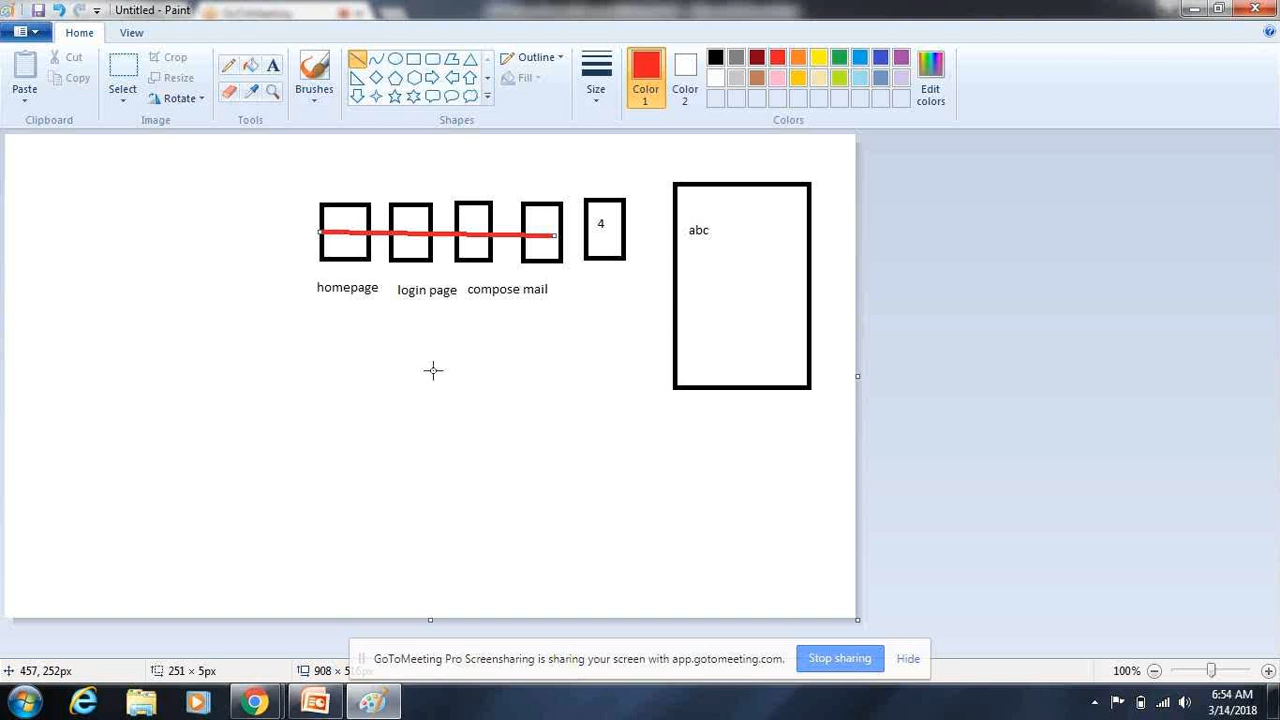 Untitled - Paint
Home
View
Paste
Cut
Copy
Clipboard
Select
Crop
Resize
Rotate
Image
A
Tools
Brushes
Outline
Fill
Shapes
Size
Color 1
Color 2
Edit colors
Colors
4
abc
homepage
login page
compose mail
GoToMeeting Pro Screensharing is sharing your screen with app.gotomeeting.com.
Stop sharing
Hide
457, 252px
251 × 5px
100%
6:54 AM
3/14/2018